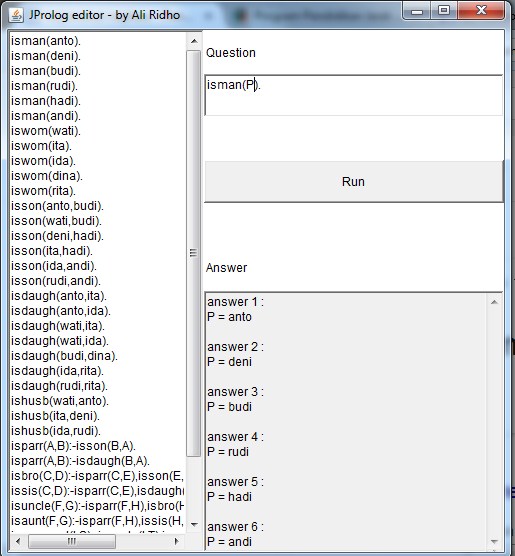 JProlog editor - by Ali Ridho
isman(anto).
isman(deni).
isman(budi).
isman(rudi).
isman(hadi).
isman(andi).
iswom(wati).
iswom(ita).
iswom(ida).
iswom(dina).
iswom(rita).
isson(anto,budi).
isson(wati,budi).
isson(deni,hadi).
isson(ita,hadi).
isson(ida,andi).
isson(rudi,andi).
isdaugh(anto,ita).
isdaugh(anto,ida).
isdaugh(wati,ita).
isdaugh(wati,ida).
isdaugh(budi,dina).
isdaugh(ida,rita).
isdaugh(rudi,rita).
ishusb(wati,anto).
ishusb(ita,deni).
ishusb(ida,rudi).
isparr(A,B):-isson(B,A).
isparr(A,B):-isdaugh(B,A).
isbro(C,D):-isparr(C,E),isson(E,
issis(C,D):-isparr(C,E),isdaugh(
isuncle(F,G):-isparr(F,H),isbro(H
isaunt(F,G):-isparr(F,H),issis(H,
Question
isman(P).
Run
Answer
answer 1 :
P = anto
answer 2 :
P = deni
answer 3 :
P = budi
answer 4 :
P = rudi
answer 5 :
P = hadi
answer 6 :
P = andi